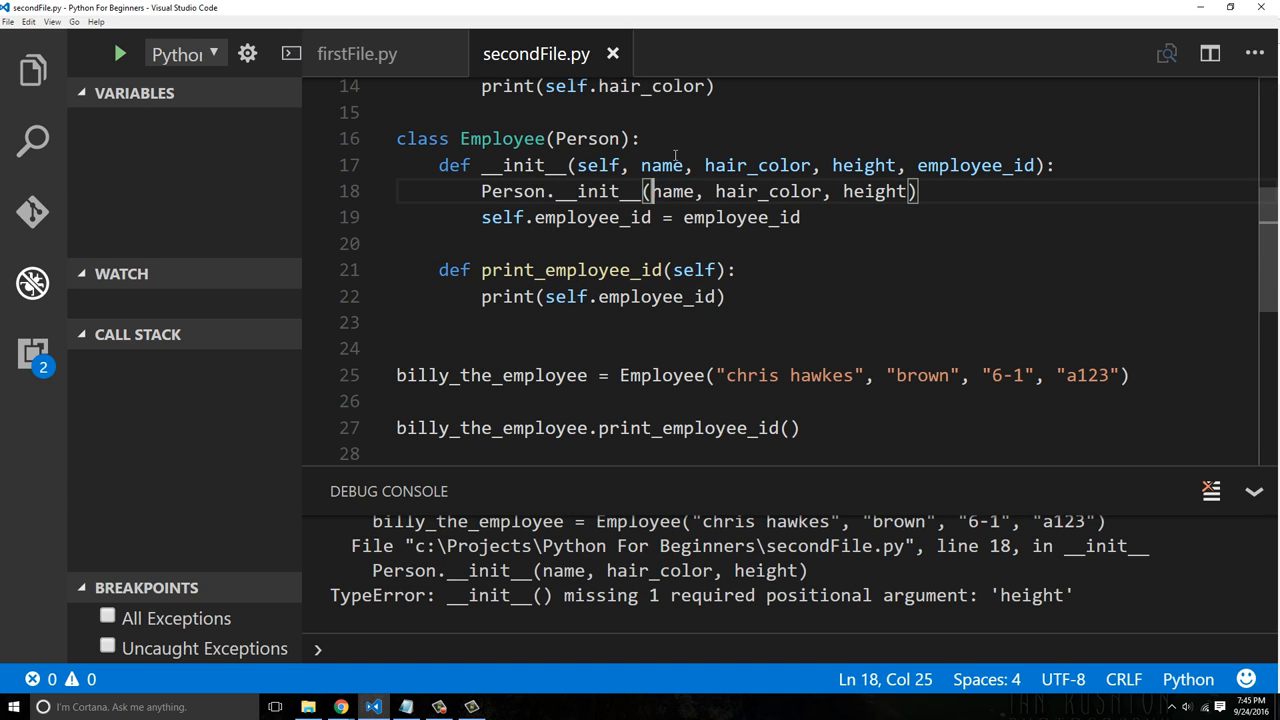 secondFile.py - Python For Beginners - Visual Studio Code
File Edit View Go Help
Pythor
firstFile.py
secondFile.py
VARIABLES
WATCH
CALL STACK
2
BREAKPOINTS
All Exceptions
Uncaught Exceptions
14 print(self.hair_color)
15
16 class Employee(Person):
17 def __init__(self, name, hair_color, height, employee_id):
18 Person.__init__(name, hair_color, height)
19 self.employee_id = employee_id
20
21 def print_employee_id(self):
22 print(self.employee_id)
23
24
25 billy_the_employee = Employee("chris hawkes", "brown", "6-1", "a123")
26
27 billy_the_employee.print_employee_id()
28
DEBUG CONSOLE
billy_the_employee = Employee("chris hawkes", "brown", "6-1", "a123")
File "c:\Projects\Python For Beginners\secondFile.py", line 18, in __init__
Person.__init__(name, hair_color, height)
TypeError: __init__() missing 1 required positional argument: 'height'
0 0
Ln 18, Col 25 Spaces: 4 UTF-8 CRLF Python
I'm Cortana. Ask me anything.
7:45 PM
9/24/2016